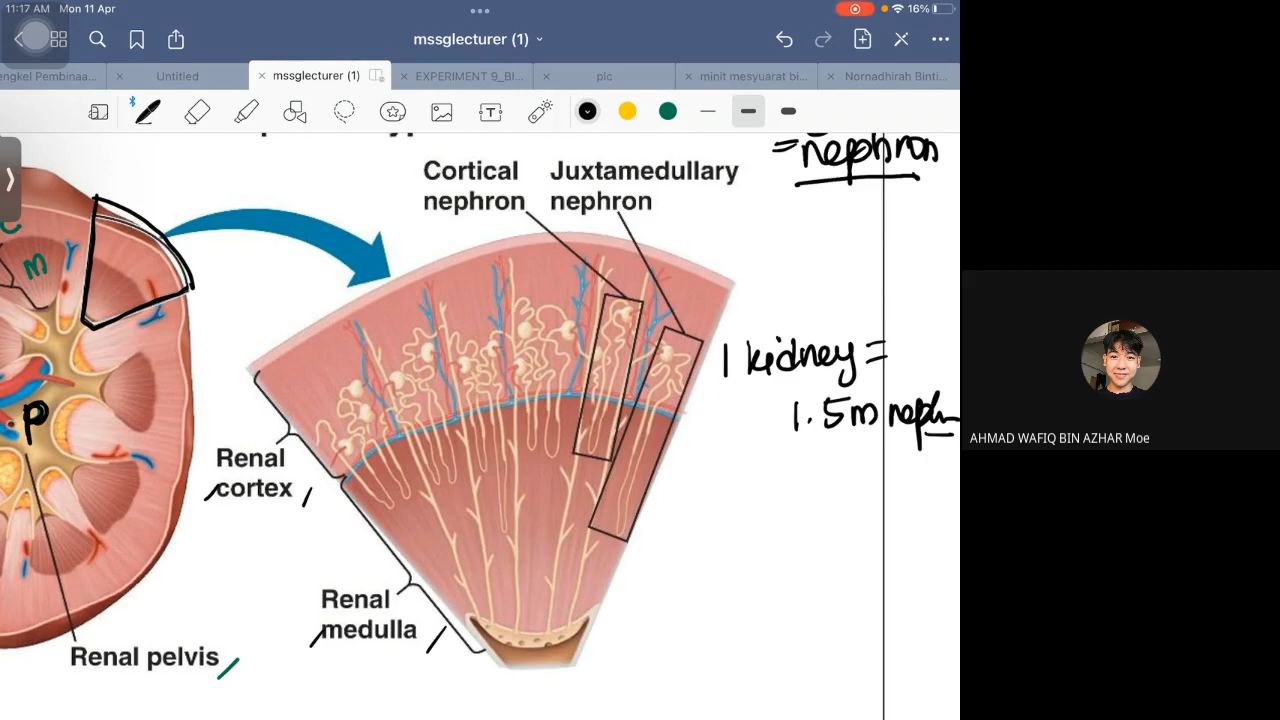 11:17 AM Mon 11 Apr
16%
mssglecturer (1)
engkel Pembinaa...
Untitled
mssglecturer (1)
EXPERIMENT 9_BI...
plc
minit mesyuarat bi...
Nornadhirah Binti...
=nephron
Cortical
nephron
Juxtamedullary
nephron
C
m
1 kidney =
1.5m neph
P
Renal
cortex
Renal
medulla
Renal pelvis
AHMAD WAFIQ BIN AZHAR Moe